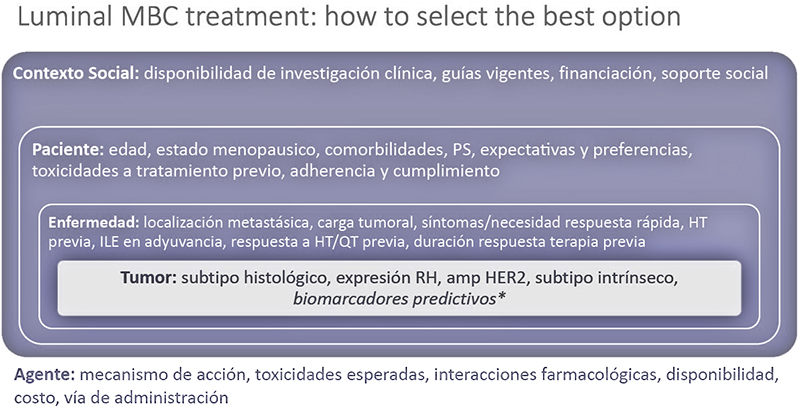 Luminal MBC treatment: how to select the best option
Contexto Social: disponibilidad de investigación clínica, guías vigentes, financiación, soporte social
Paciente: edad, estado menopausico, comorbilidades, PS, expectativas y preferencias,
toxicidades a tratamiento previo, adherencia y cumplimiento
Enfermedad: localización metastásica, carga tumoral, síntomas/necesidad respuesta rápida, HT
previa, ILE en adyuvancia, respuesta a HT/QT previa, duración respuesta terapia previa
Tumor: subtipo histológico, expresión RH, amp HER2, subtipo intrínseco,
biomarcadores predictivos*
Agente: mecanismo de acción, toxicidades esperadas, interacciones farmacológicas, disponibilidad,
costo, vía de administración